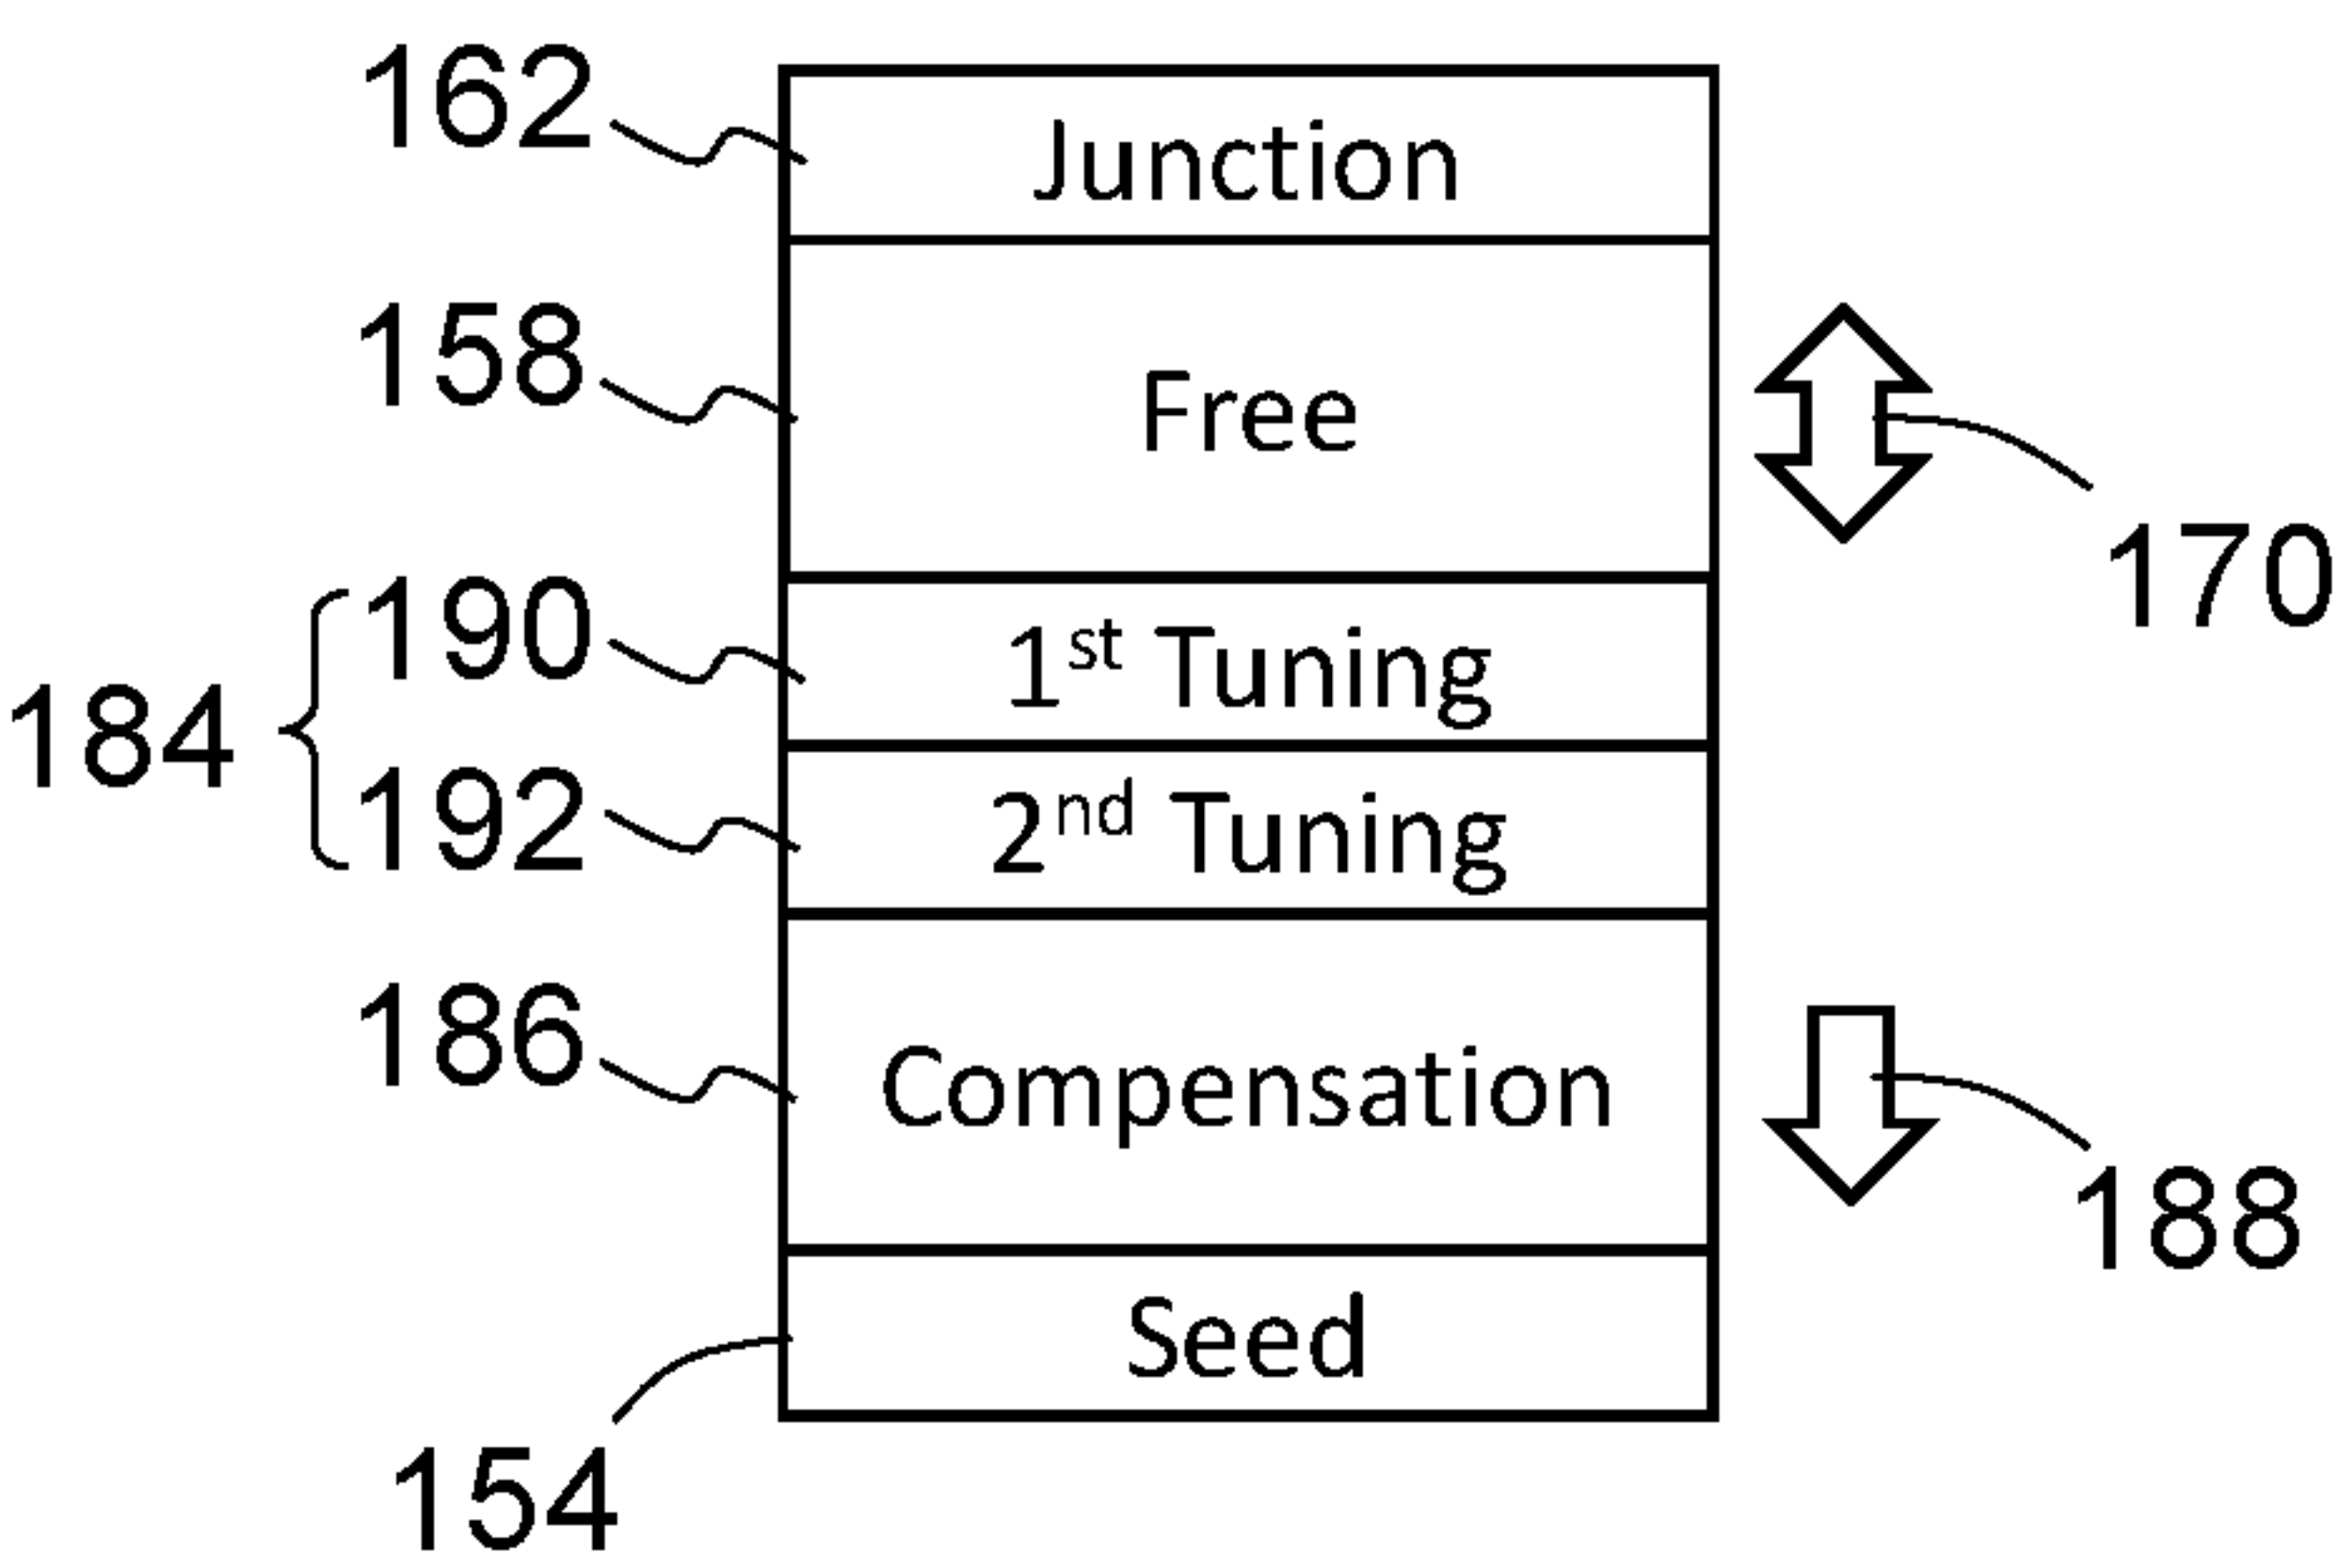 162
Junction
158
Free
170
184
190
1st Tuning
192
2nd Tuning
186
Compensation
188
Seed
154